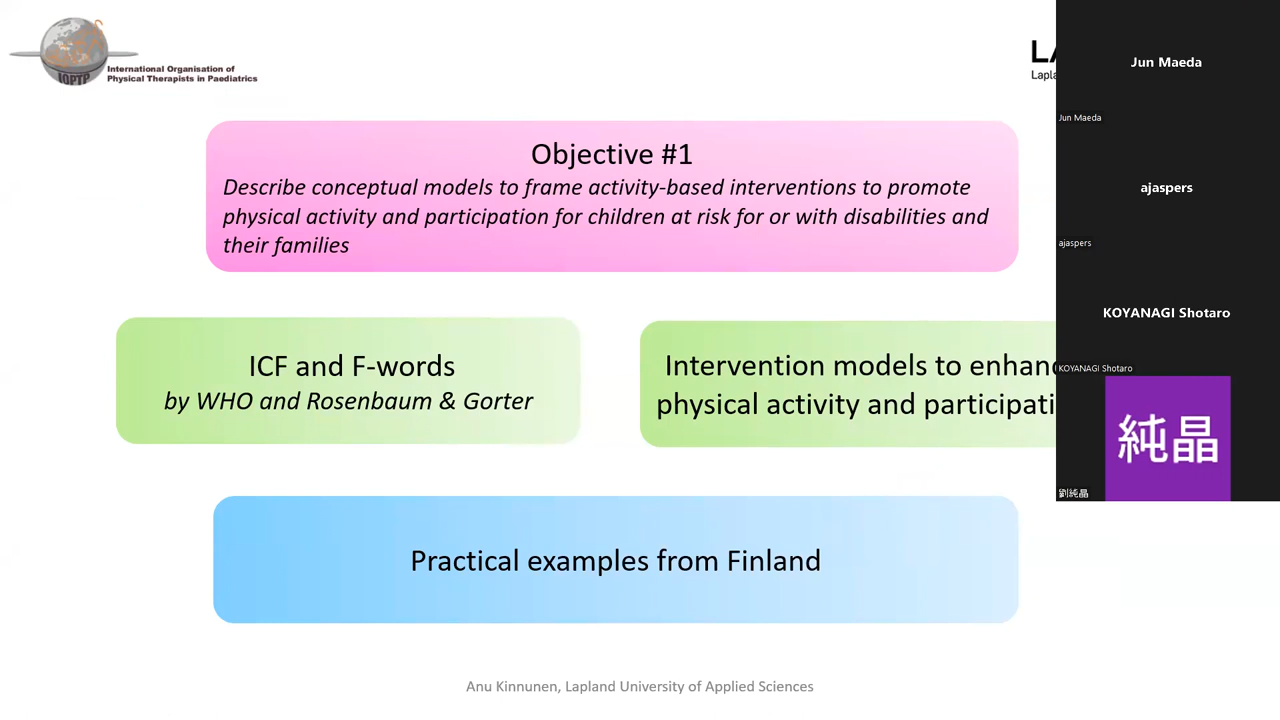 IOPTP
International Organisation of
Physical Therapists in Paediatrics
LA
Lapla
Objective #1
Describe conceptual models to frame activity-based interventions to promote
physical activity and participation for children at risk for or with disabilities and
their families
ICF and F-words
by WHO and Rosenbaum & Gorter
Intervention models to enhanc
physical activity and participati
Practical examples from Finland
Anu Kinnunen, Lapland University of Applied Sciences
Jun Maeda
Jun Maeda
ajaspers
ajaspers
KOYANAGI Shotaro
KOYANAGI Shotaro
純晶
劉純晶